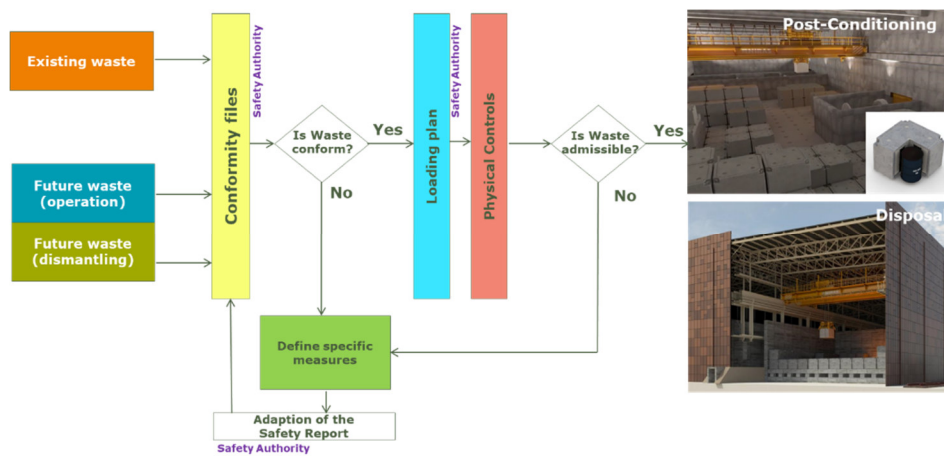 Post-Conditioning
Existing waste
Safety Authority
Safety Authority
Conformity files
Loading plan
Physical Controls
Is Waste
conform?
Yes
Is Waste
admissible?
Yes
No
No
Future waste
(operation)
Future waste
(dismantling)
Disposa
Define specific
measures
Adaption of the
Safety Report
Safety Authority